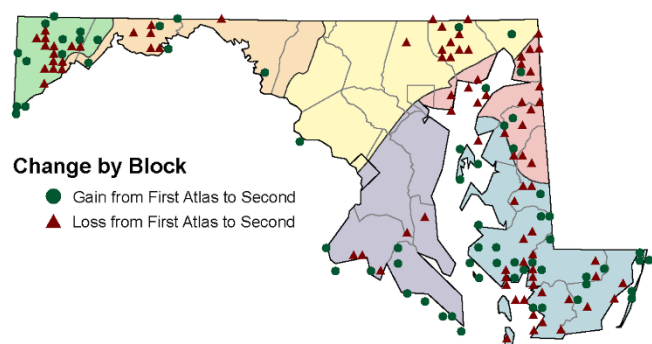 Change by Block
Gain from First Atlas to Second
Loss from First Atlas to Second